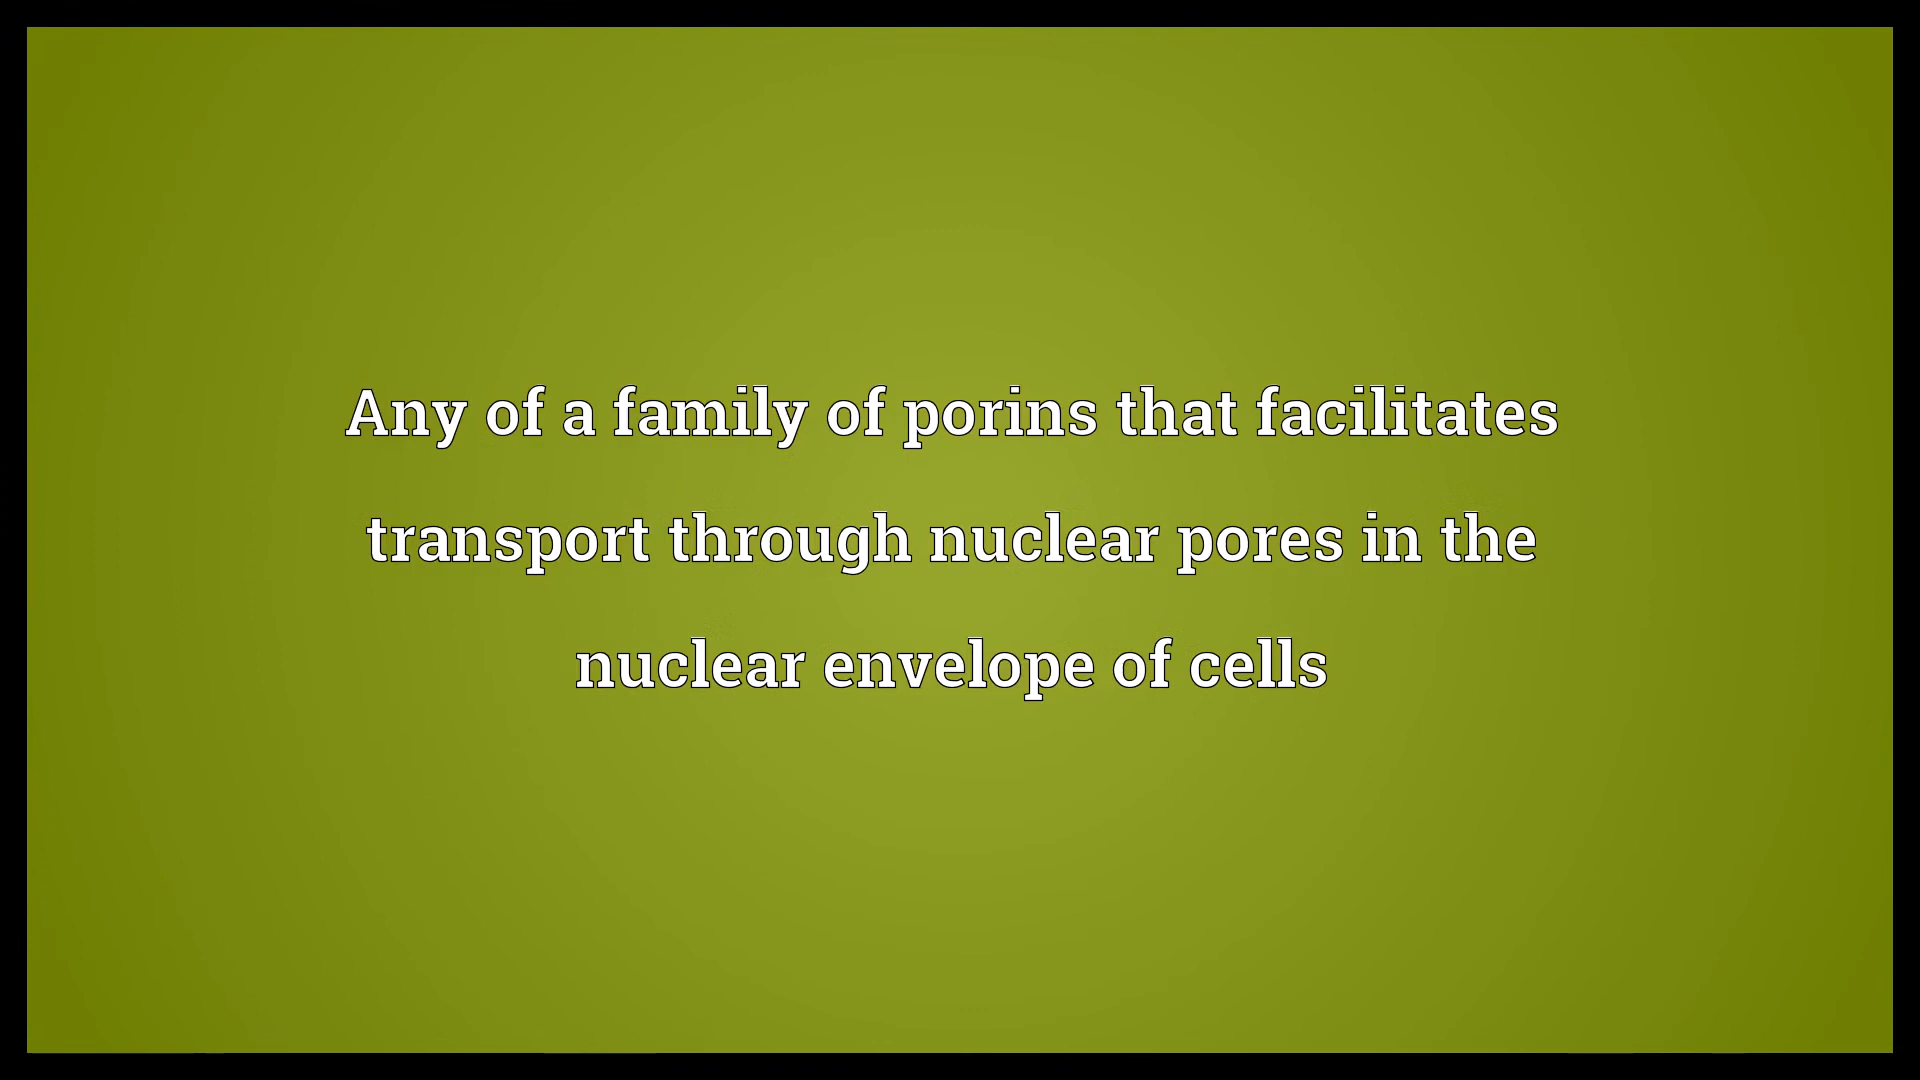 Any of a family of porins that facilitates
transport through nuclear pores in the
nuclear envelope of cells